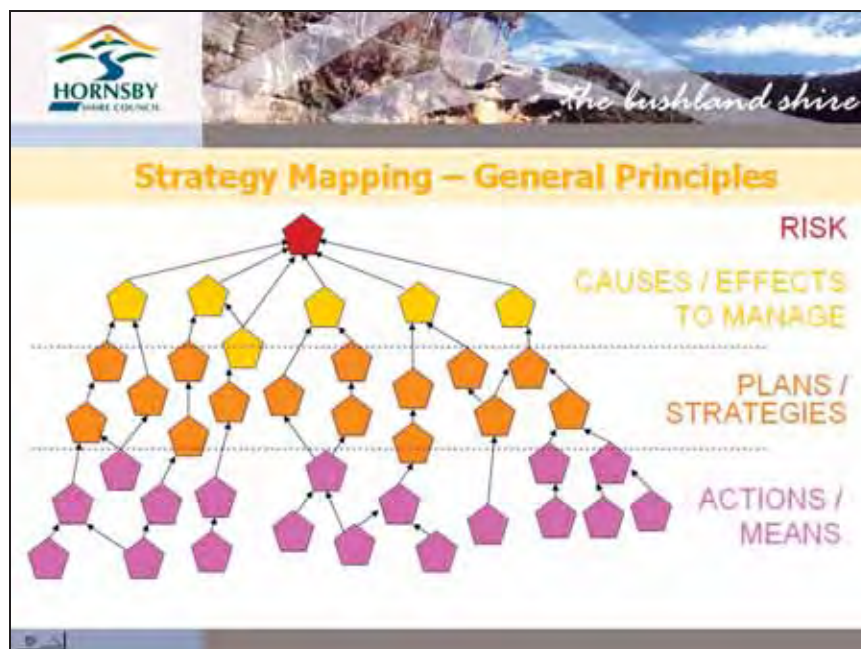 HORNSBY
SHIRE COUNCIL
the bushland shire
Strategy Mapping – General Principles
RISK
CAUSES / EFFECTS
TO MANAGE
PLANS /
STRATEGIES
ACTIONS /
MEANS